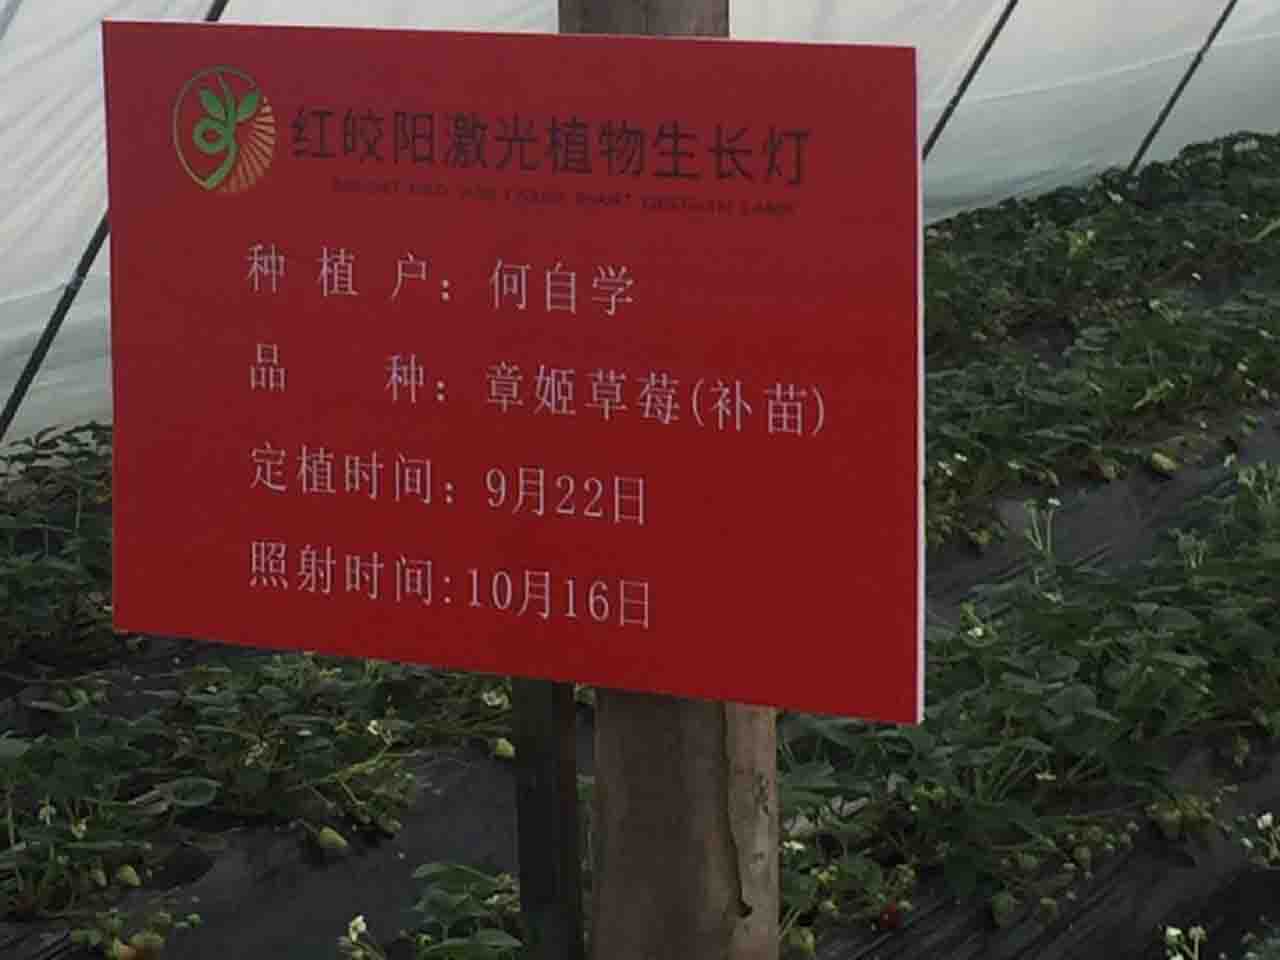 红皎阳激光植物生长灯
种 植 户：何自学
品 种：章姬草莓(补苗)
定植时间：9月22日
照射时间:10月16日